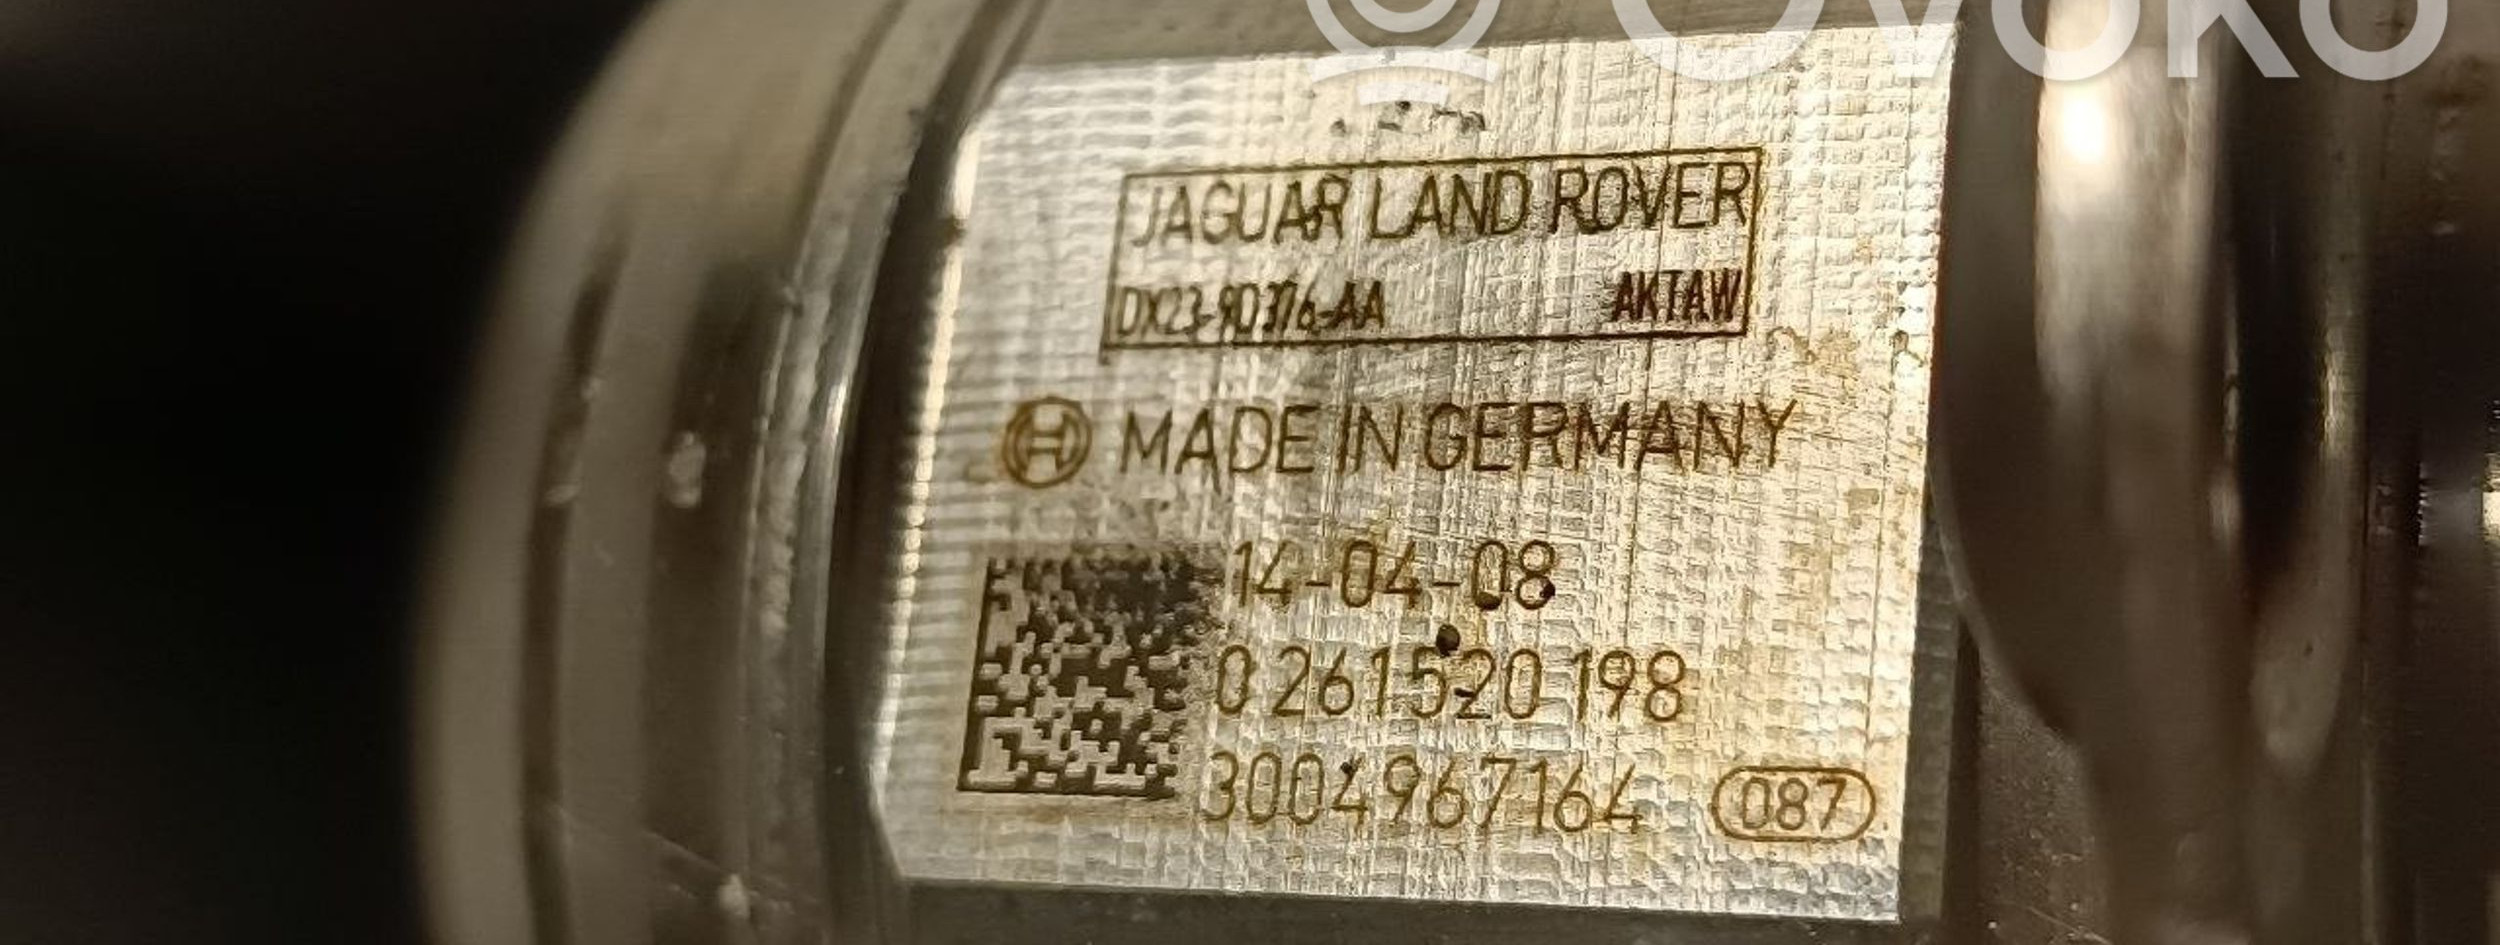 Ovoko
JAGUAR LAND ROVER
DX23-9D376-AA AKTAW
MADE IN GERMANY
14-04-08
0 261 520 198
3004967164 087